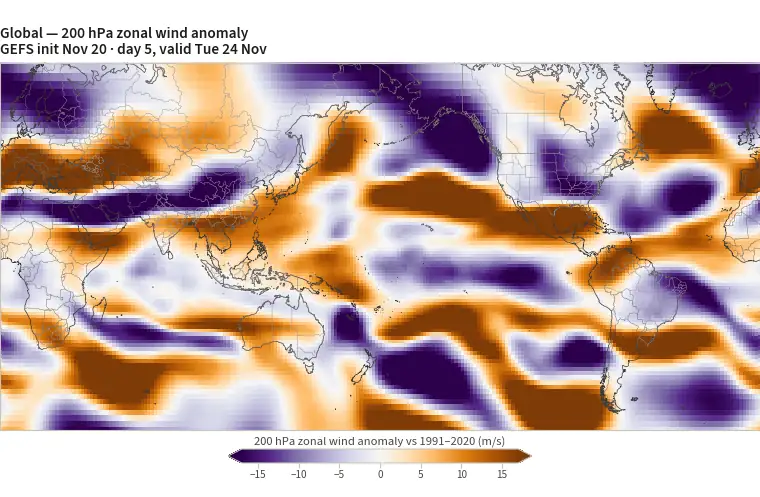 Global — 200 hPa zonal wind anomaly
GEFS init Nov 20 · day 5, valid Tue 24 Nov
200 hPa zonal wind anomaly vs 1991–2020 (m/s)
−15 −10 −5 0 5 10 15